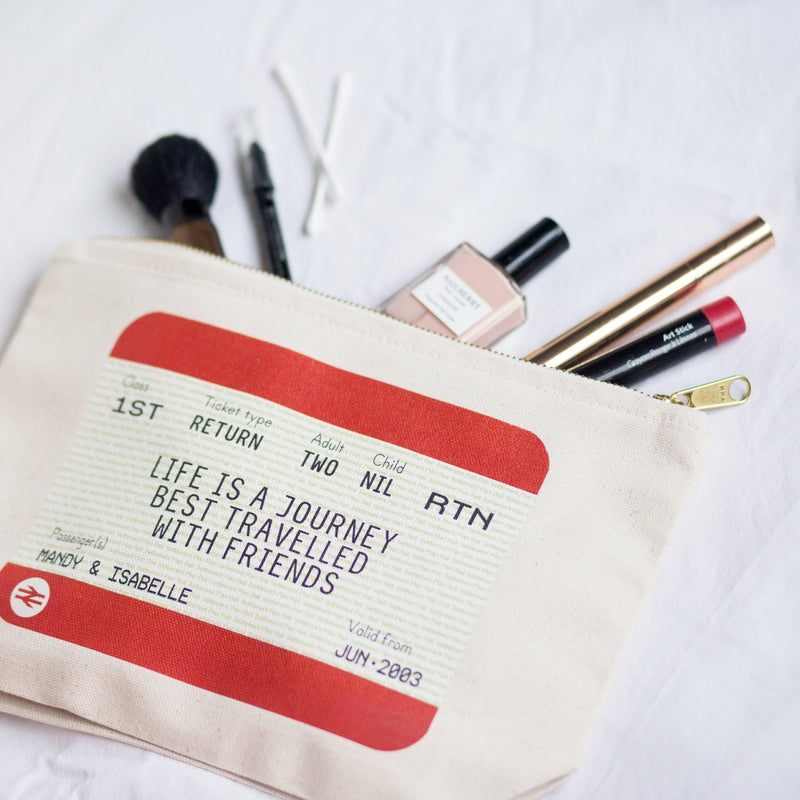 NAILBERRY
Art Stick
Class
1ST
Ticket type
RETURN
Adult
TWO
Child
NIL
RTN
LIFE IS A JOURNEY
BEST TRAVELLED
WITH FRIENDS
Passenger(s)
MANDY & ISABELLE
Valid from
JUN·2003